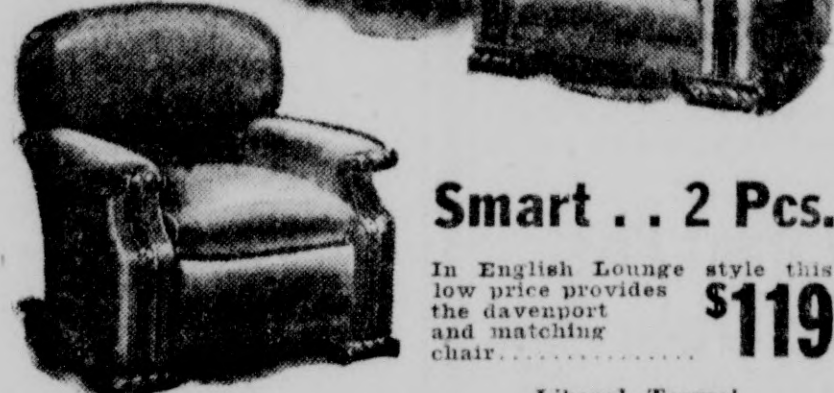 Smart . . 2 Pcs.
In English Lounge style this
low price provides
the davenport
and matching
chair................
$119